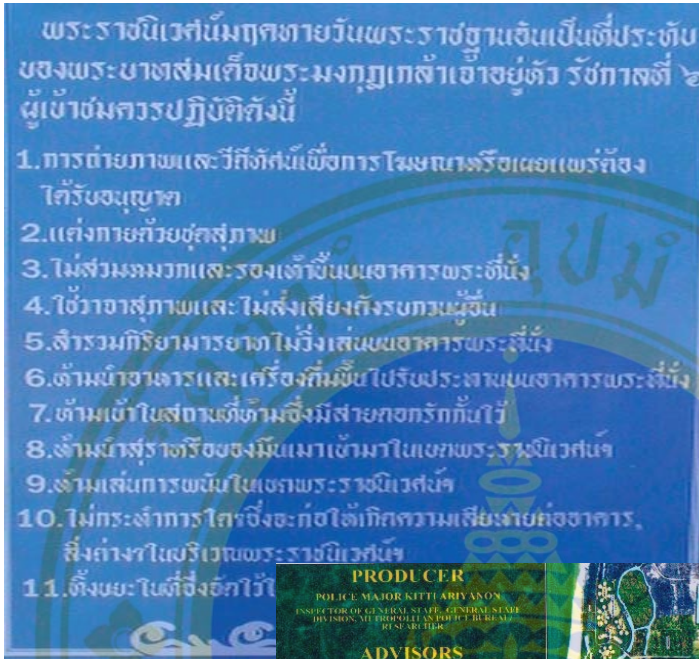 พระราชนิเวศน์มฤคทายวันพระราชฐานอันเป็นที่ประทับ
ของพระบาทสมเด็จพระมงกุฎเกล้าเจ้าอยู่หัว รัชกาลที่ ๖
ผู้เข้าชมควรปฏิบัติดังนี้
1.การถ่ายภาพและวีดีทัศน์เพื่อการโฆษณาหรือเผยแพร่ต้อง
ได้รับอนุญาต
2.แต่งกายด้วยชุดสุภาพ
3.ไม่สวมหมวกและรองเท้าขึ้นบนอาคารพระที่นั่ง
4.ใช้วาจาสุภาพและไม่ส่งเสียงดังรบกวนผู้อื่น
5.สำรวมกิริยามารยาทไม่วิ่งเล่นบนอาคารพระที่นั่ง
6.ห้ามนำอาหารและเครื่องดื่มขึ้นไปรับประทานบนอาคารพระที่นั่ง
7.ห้ามเข้าในสถานที่ห้ามซึ่งมีสายดอกรักกั้นไว้
8.ห้ามนำสุราหรือของมึนเมาเข้ามาในเขตพระราชนิเวศน์ฯ
9.ห้ามเล่นการพนันในเขตพระราชนิเวศน์ฯ
10.ไม่กระทำการใดซึ่งจะก่อให้เกิดความเสียหายต่ออาคาร,
สิ่งต่างๆในบริเวณพระราชนิเวศน์ฯ
11.ทิ้งขยะในที่ซึ่งจัดไว้ใ
อุปมํ
PRODUCER
POLICE MAJOR KITTI ARIYANON
INSPECTOR OF GENERAL STAFF, GENERAL STAFF
DIVISION, METROPOLITAN POLICE BUREAU/
RESEARCHER
ADVISORS